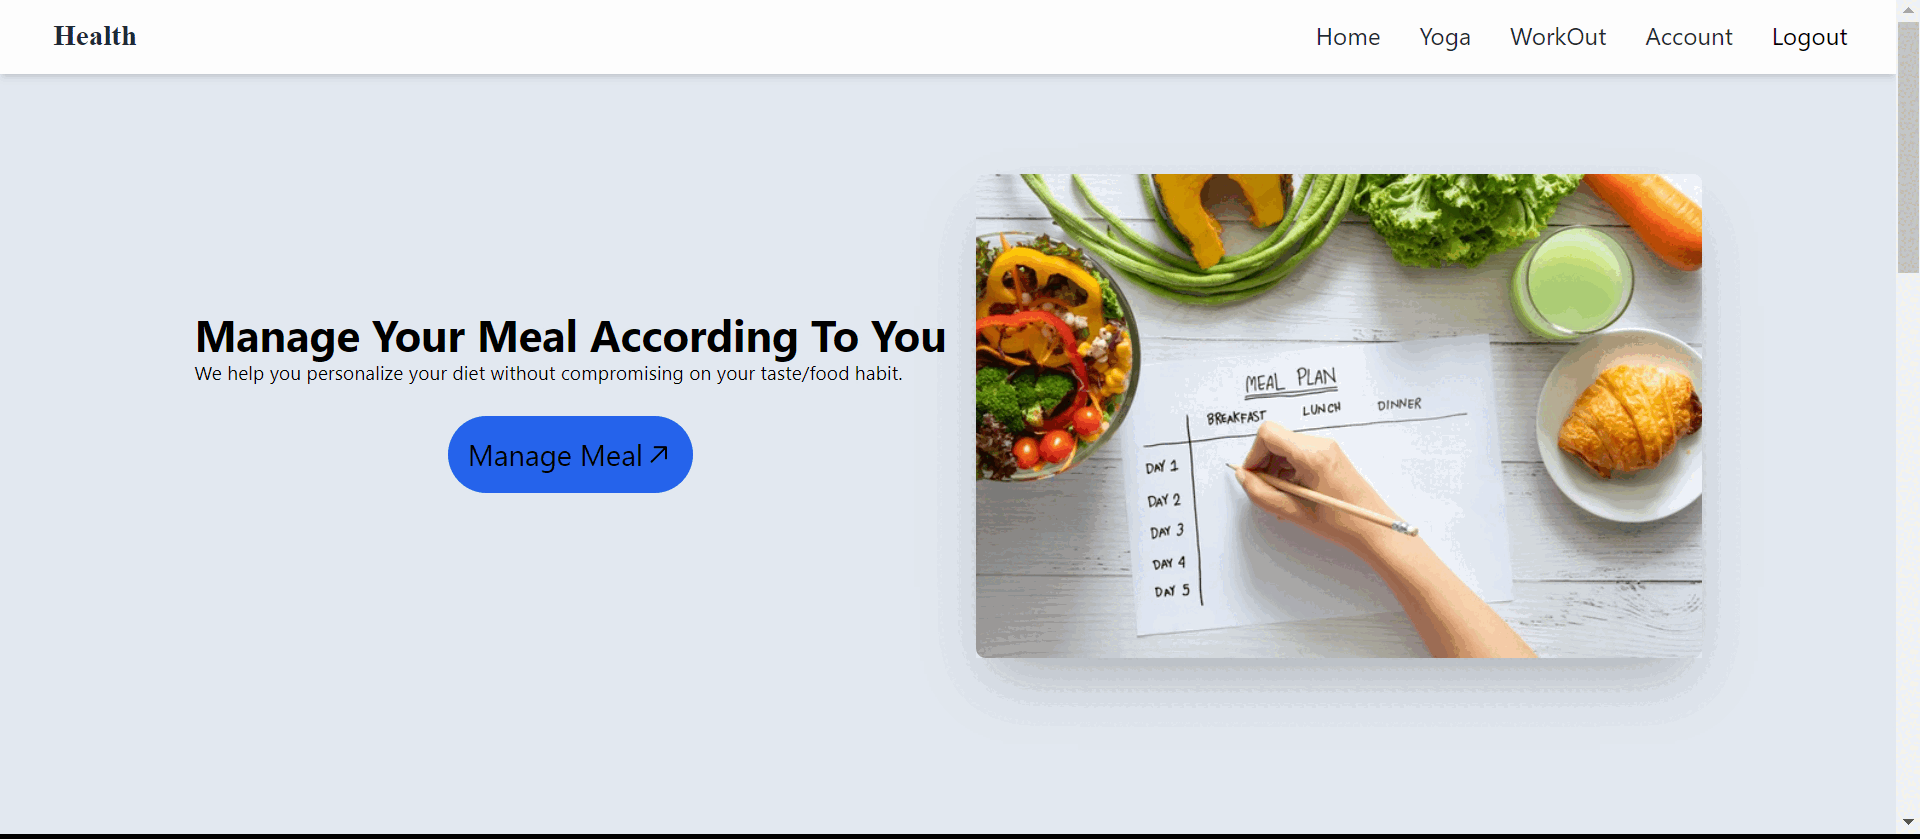 Health
Home Yoga WorkOut Account Logout
Manage Your Meal According To You
We help you personalize your diet without compromising on your taste/food habit.
Manage Meal
MEAL PLAN
BREAKFAST LUNCH DINNER
DAY 1
DAY 2
DAY 3
DAY 4
DAY 5